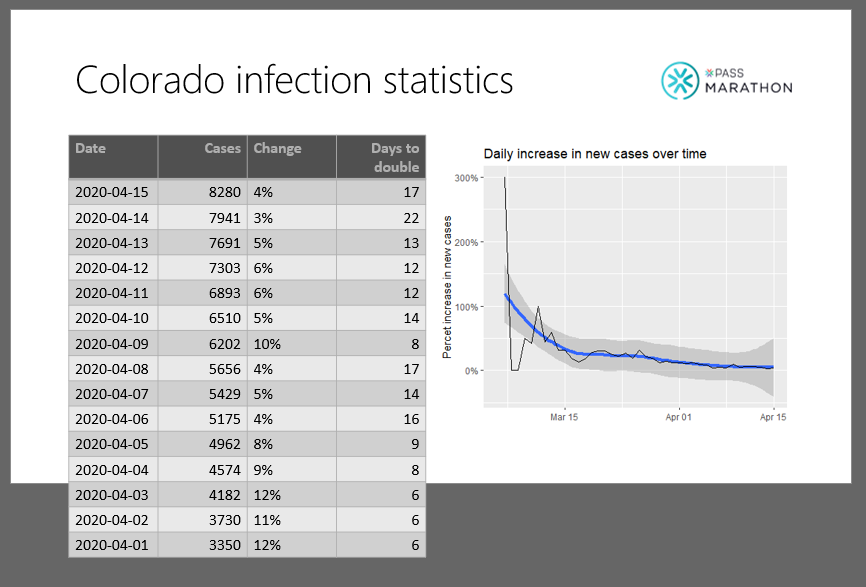 Colorado infection statistics
PASS
MARATHON
Date Cases Change Days to
double
2020-04-15 8280 4% 17
2020-04-14 7941 3% 22
2020-04-13 7691 5% 13
2020-04-12 7303 6% 12
2020-04-11 6893 6% 12
2020-04-10 6510 5% 14
2020-04-09 6202 10% 8
2020-04-08 5656 4% 17
2020-04-07 5429 5% 14
2020-04-06 5175 4% 16
2020-04-05 4962 8% 9
2020-04-04 4574 9% 8
2020-04-03 4182 12% 6
2020-04-02 3730 11% 6
2020-04-01 3350 12% 6
Daily increase in new cases over time
Percet increase in new cases
300%
200%
100%
0%
Mar 15 Apr 01 Apr 15